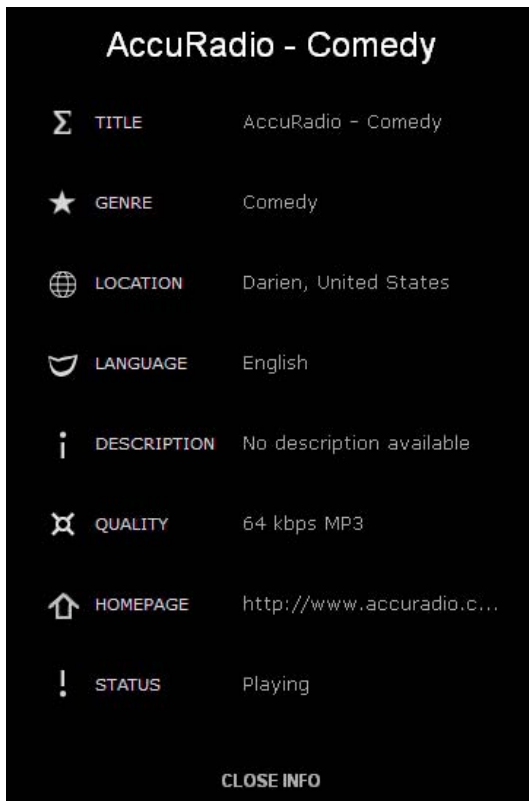 AccuRadio - Comedy
TITLE AccuRadio - Comedy
GENRE Comedy
LOCATION Darien, United States
LANGUAGE English
DESCRIPTION No description available
QUALITY 64 kbps MP3
HOMEPAGE http://www.accuradio.c...
STATUS Playing
CLOSE INFO